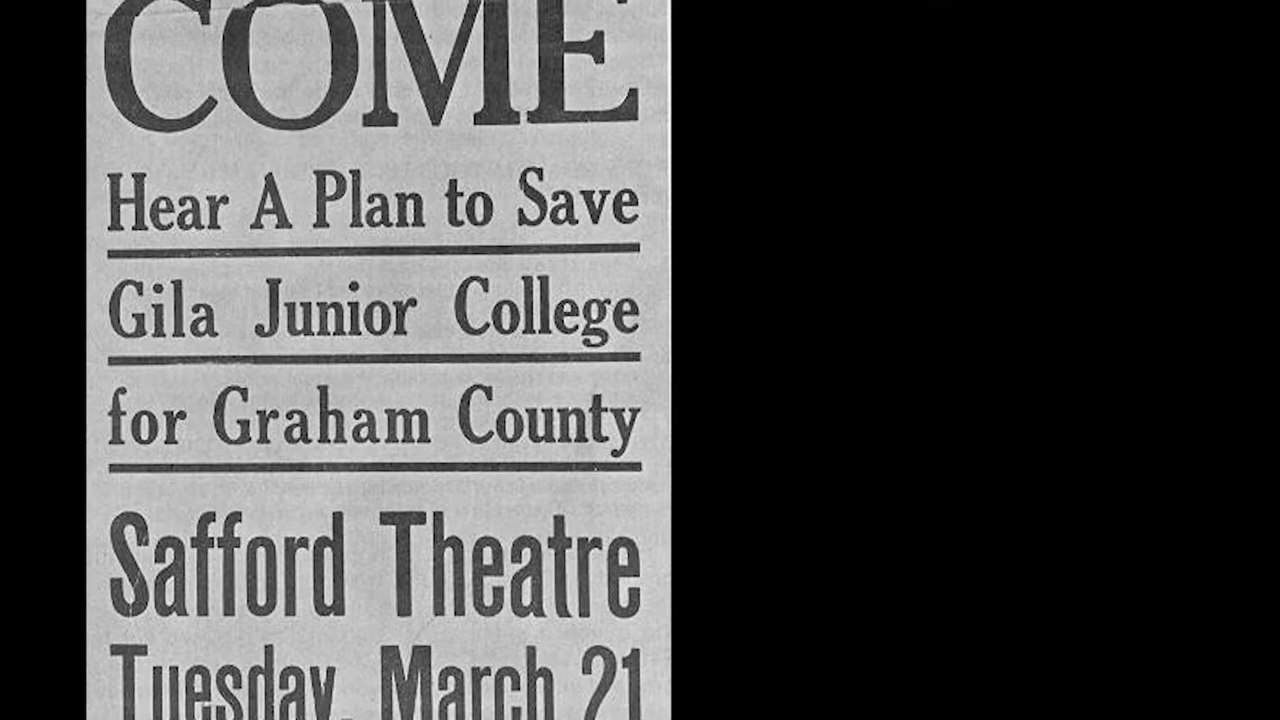 COME
Hear A Plan to Save
Gila Junior College
for Graham County
Safford Theatre
Tuesday, March 21